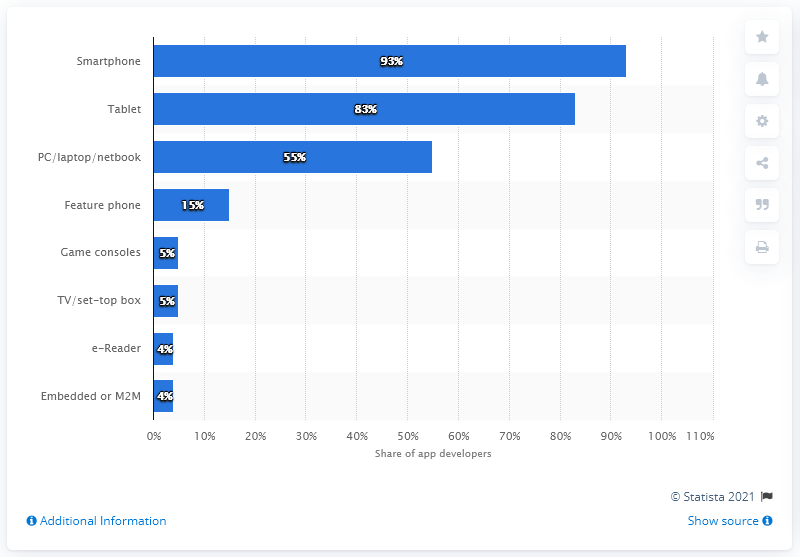 Smartphone 93%
Tablet 83%
PC/laptop/netbook 55%
Feature phone 15%
Game consoles 5%
TV/set-top box 5%
e-Reader 4%
Embedded or M2M 4%
0% 10% 20% 30% 40% 50% 60% 70% 80% 90% 100% 110%
Share of app developers
© Statista 2021
Additional Information Show source